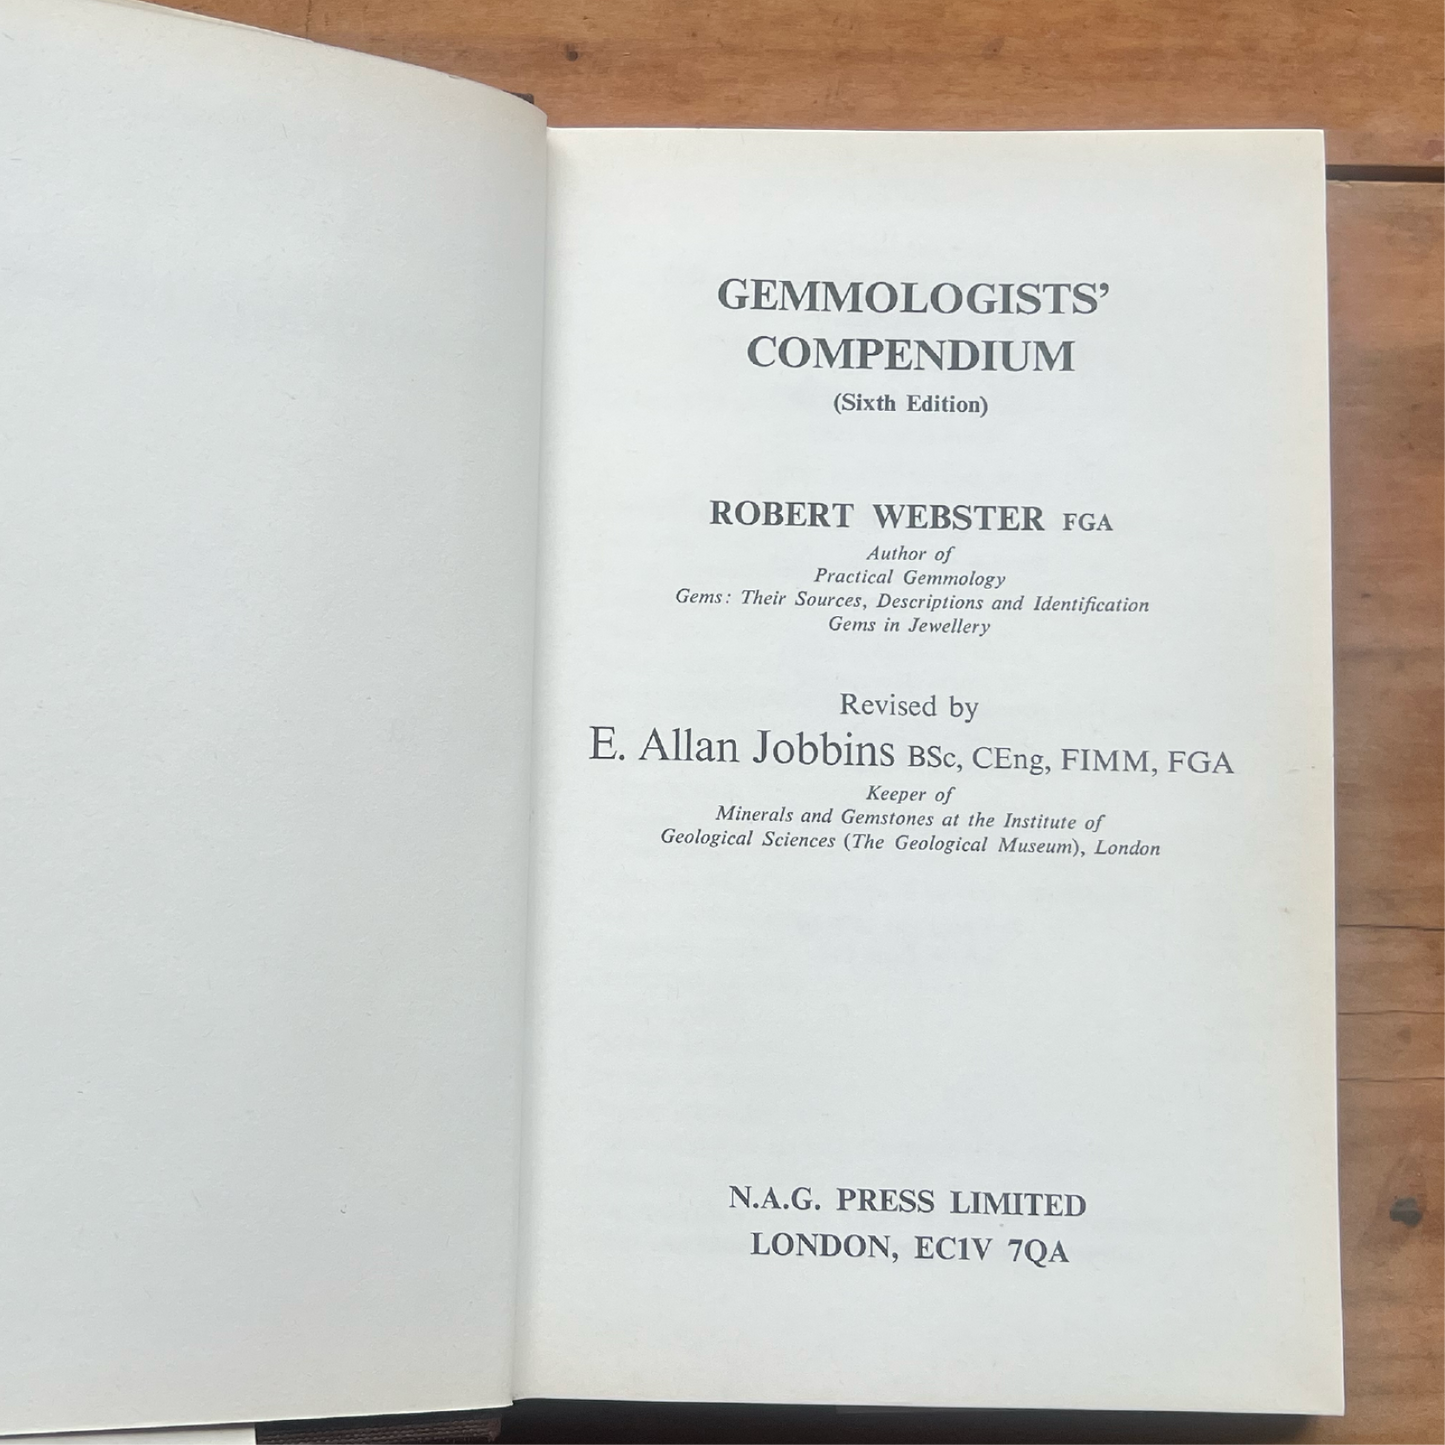 GEMMOLOGISTS’
COMPENDIUM
(Sixth Edition)
ROBERT WEBSTER FGA
Author of
Practical Gemmology
Gems: Their Sources, Descriptions and Identification
Gems in Jewellery
Revised by
E. Allan Jobbins BSc, CEng, FIMM, FGA
Keeper of
Minerals and Gemstones at the Institute of
Geological Sciences (The Geological Museum), London
N.A.G. PRESS LIMITED
LONDON, EC1V 7QA